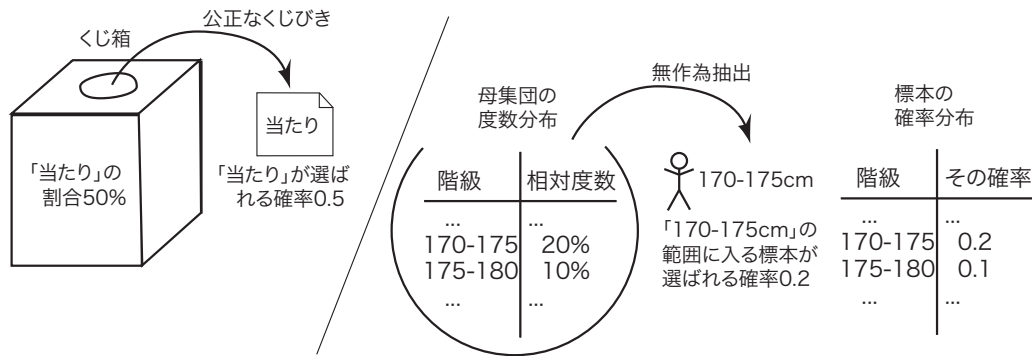 公正なくじびき
くじ箱
当たり
「当たり」の
割合50%
「当たり」が選ば
れる確率0.5
母集団の
度数分布
階級 相対度数
... ...
170-175 20%
175-180 10%
... ...
無作為抽出
170-175cm
「170-175cm」の
範囲に入る標本が
選ばれる確率0.2
標本の
確率分布
階級 その確率
... ...
170-175 0.2
175-180 0.1
... ...